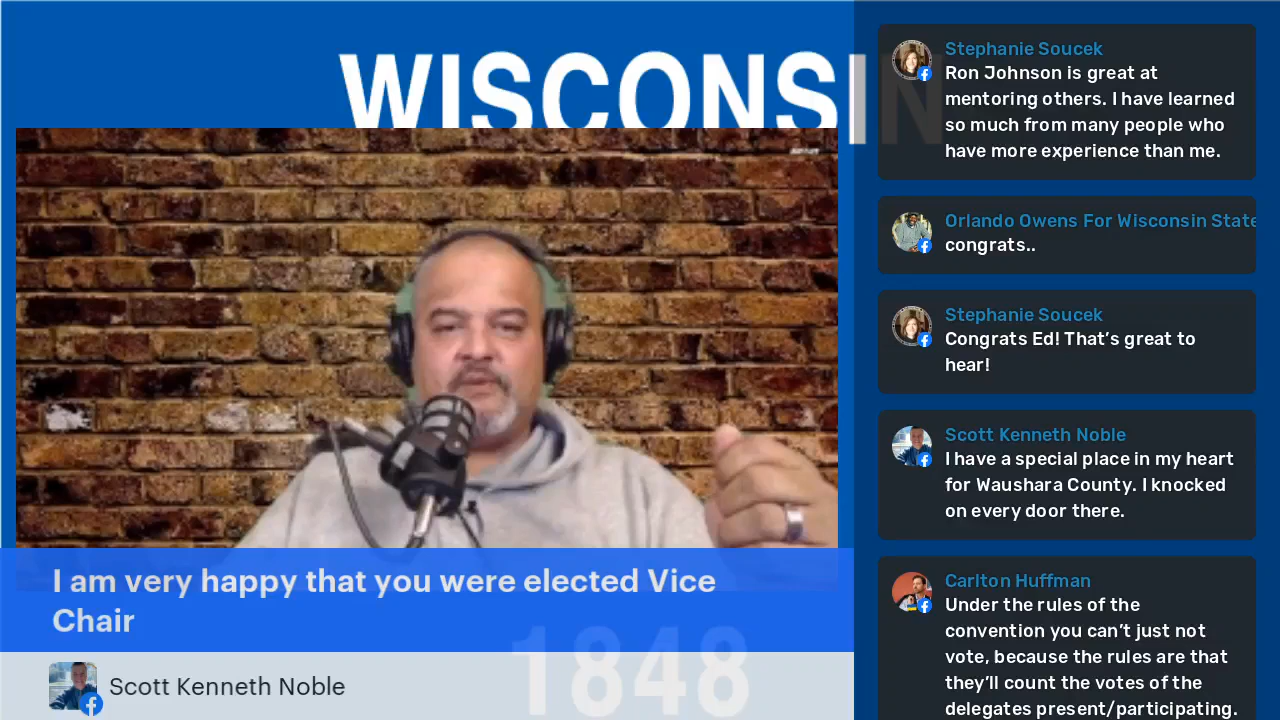 WISCONSIN
I am very happy that you were elected Vice
Chair
Scott Kenneth Noble
1848
Stephanie Soucek
Ron Johnson is great at
mentoring others. I have learned
so much from many people who
have more experience than me.
Orlando Owens For Wisconsin State
congrats..
Stephanie Soucek
Congrats Ed! That’s great to
hear!
Scott Kenneth Noble
I have a special place in my heart
for Waushara County. I knocked
on every door there.
Carlton Huffman
Under the rules of the
convention you can’t just not
vote, because the rules are that
they’ll count the votes of the
delegates present/participating.